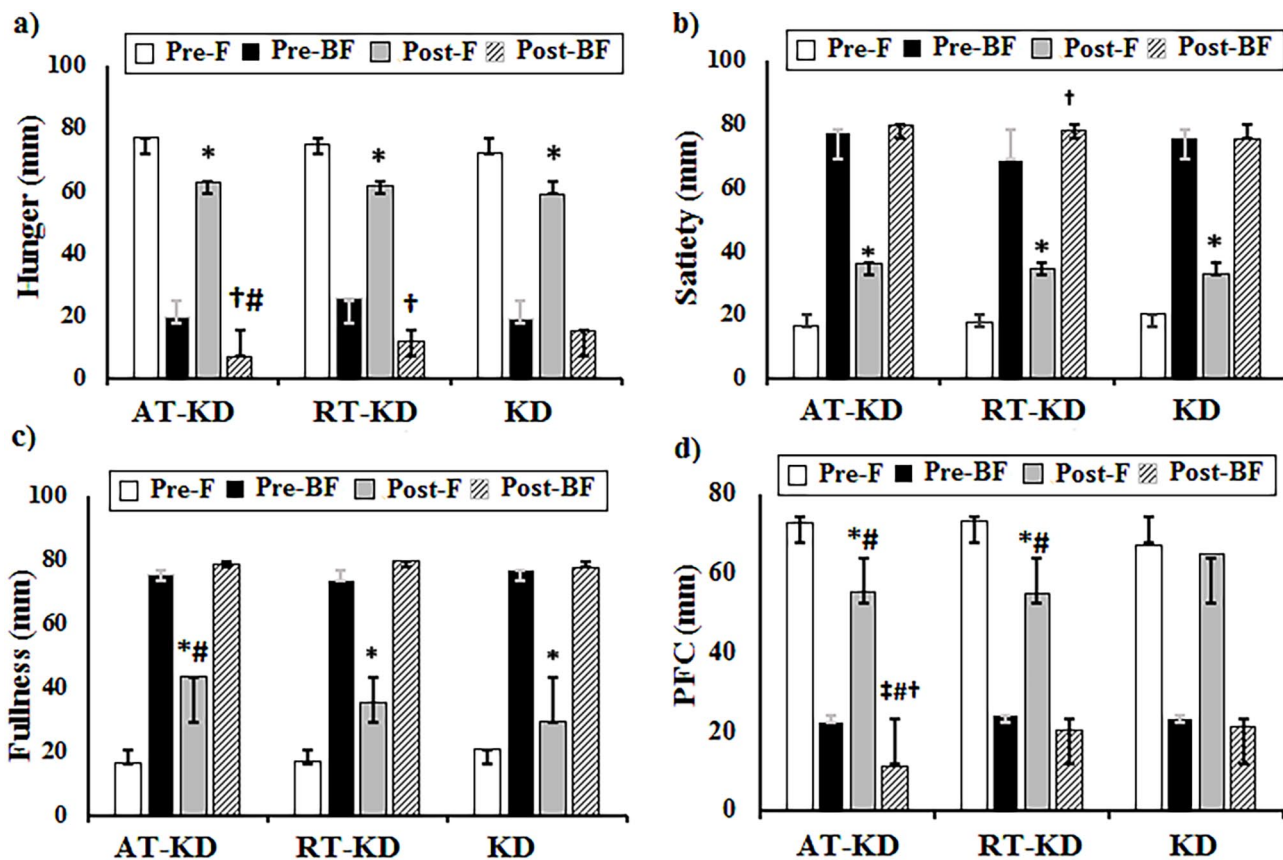 a)
Pre-F Pre-BF Post-F Post-BF
100
80
60
40
20
0
Hunger (mm)
*
†#
*
†
*
AT-KD RT-KD KD
b)
Pre-F Pre-BF Post-F Post-BF
100
80
60
40
20
0
Satiety (mm)
*
*
†
*
AT-KD RT-KD KD
c)
Pre-F Pre-BF Post-F Post-BF
100
80
60
40
20
0
Fullness (mm)
*#
*
*
AT-KD RT-KD KD
d)
Pre-F Pre-BF Post-F Post-BF
80
60
40
20
0
PFC (mm)
*#
‡#†
*#
AT-KD RT-KD KD